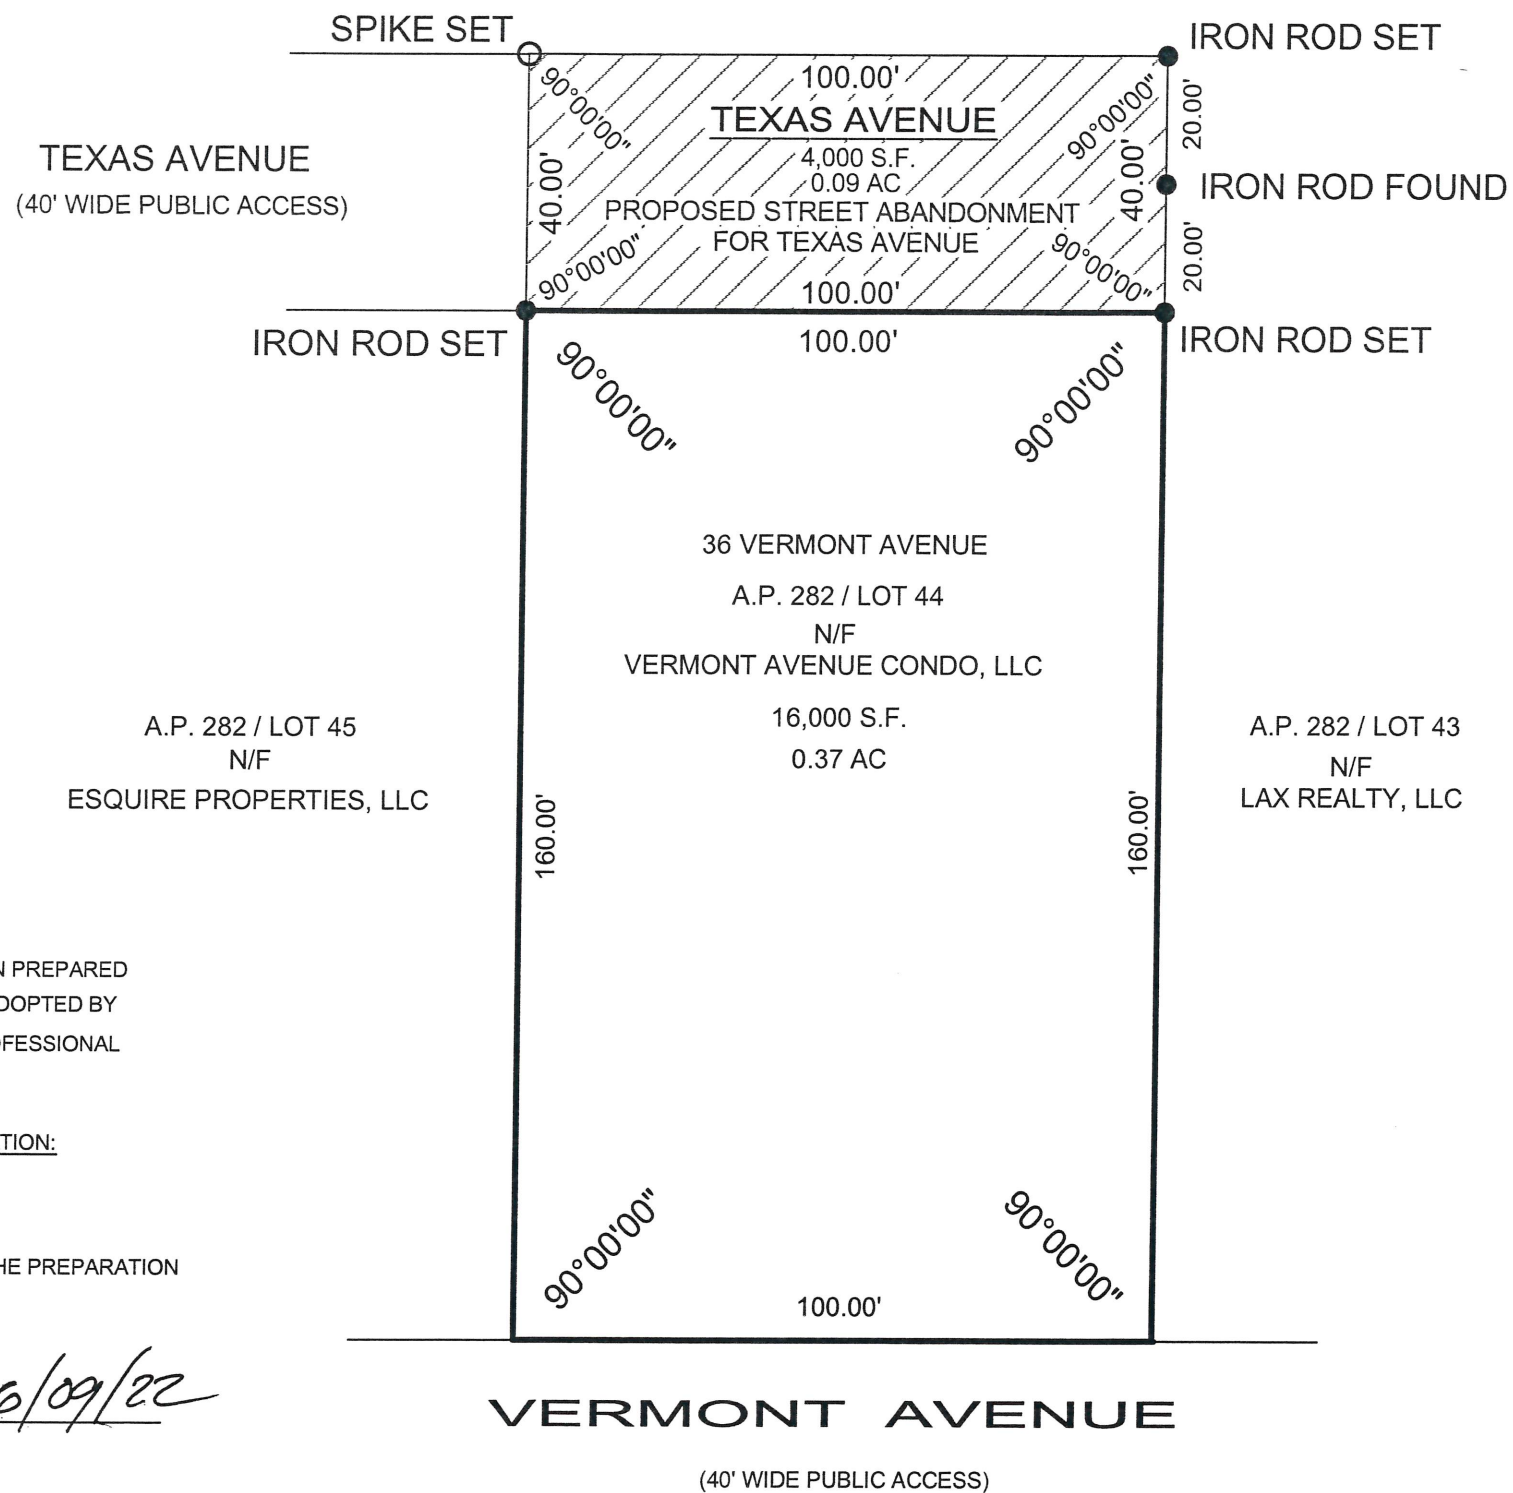 SPIKE SET
IRON ROD SET
100.00'
90°00'00"
90°00'00"
20.00'
TEXAS AVENUE
4,000 S.F.
0.09 AC
TEXAS AVENUE
(40' WIDE PUBLIC ACCESS)
40.00'
40.00'
IRON ROD FOUND
PROPOSED STREET ABANDONMENT
FOR TEXAS AVENUE
90°00'00"
90°00'00"
20.00'
100.00'
IRON ROD SET
100.00'
IRON ROD SET
90°00'00"
90°00'00"
36 VERMONT AVENUE
A.P. 282 / LOT 44
N/F
VERMONT AVENUE CONDO, LLC
16,000 S.F.
0.37 AC
A.P. 282 / LOT 45
N/F
ESQUIRE PROPERTIES, LLC
A.P. 282 / LOT 43
N/F
LAX REALTY, LLC
160.00'
160.00'
N PREPARED
DOPTED BY
OFESSIONAL
TION:
HE PREPARATION
90°00'00"
90°00'00"
100.00'
6/09/22
VERMONT AVENUE
(40' WIDE PUBLIC ACCESS)